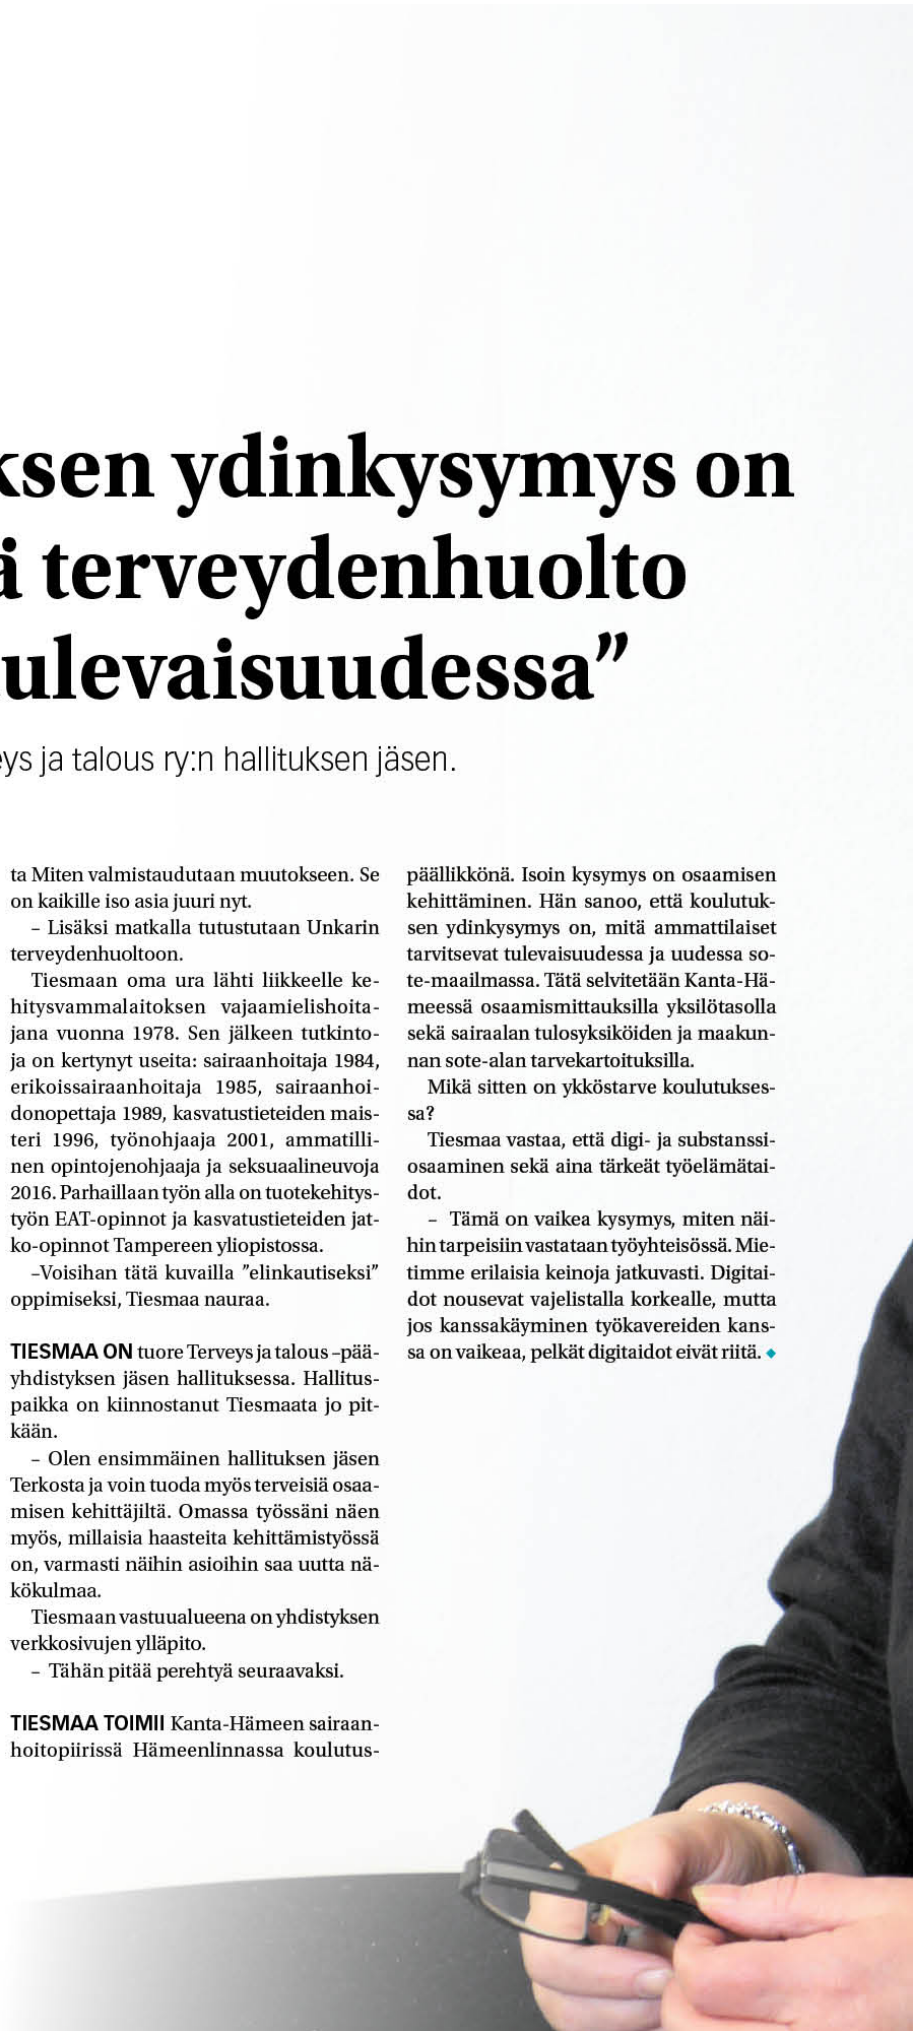 ksen ydinkysymys on
ä terveydenhuolto
tulevaisuudessa”
eys ja talous ry:n hallituksen jäsen.
ta Miten valmistaudutaan muutokseen. Se
on kaikille iso asia juuri nyt.
– Lisäksi matkalla tutustutaan Unkarin
terveydenhuoltoon.
Tiesmaan oma ura lähti liikkeelle ke-
hitysvammalaitoksen vajaamielishoita-
jana vuonna 1978. Sen jälkeen tutkinto-
ja on kertynyt useita: sairaanhoitaja 1984,
erikoissairaanhoitaja 1985, sairaanhoi-
donopettaja 1989, kasvatustieteiden mais-
teri 1996, työnohjaaja 2001, ammatilli-
nen opintojenohjaaja ja seksuaalineuvoja
2016. Parhaillaan työn alla on tuotekehitys-
työn EAT-opinnot ja kasvatustieteiden jat-
ko-opinnot Tampereen yliopistossa.
–Voisihan tätä kuvailla ”elinkautiseksi”
oppimiseksi, Tiesmaa nauraa.
TIESMAA ON tuore Terveys ja talous –pää-
yhdistyksen jäsen hallituksessa. Hallitus-
paikka on kiinnostanut Tiesmaata jo pit-
kään.
– Olen ensimmäinen hallituksen jäsen
Terkosta ja voin tuoda myös terveisiä osaa-
misen kehittäjiltä. Omassa työssäni näen
myös, millaisia haasteita kehittämistyössä
on, varmasti näihin asioihin saa uutta nä-
kökulmaa.
Tiesmaan vastuualueena on yhdistyksen
verkkosivujen ylläpito.
– Tähän pitää perehtyä seuraavaksi.
TIESMAA TOIMII Kanta-Hämeen sairaan-
hoitopiirissä Hämeenlinnassa koulutus-
päällikkönä. Isoin kysymys on osaamisen
kehittäminen. Hän sanoo, että koulutuk-
sen ydinkysymys on, mitä ammattilaiset
tarvitsevat tulevaisuudessa ja uudessa so-
te-maailmassa. Tätä selvitetään Kanta-Hä-
meessä osaamismittauksilla yksilötasolla
sekä sairaalan tulosyksiköiden ja maakun-
nan sote-alan tarvekartoituksilla.
Mikä sitten on ykköstarve koulutukses-
sa?
Tiesmaa vastaa, että digi- ja substanssi-
osaaminen sekä aina tärkeät työelämätai-
dot.
– Tämä on vaikea kysymys, miten näi-
hin tarpeisiin vastataan työyhteisössä. Mie-
timme erilaisia keinoja jatkuvasti. Digitai-
dot nousevat vajelistalla korkealle, mutta
jos kanssakäyminen työkavereiden kans-
sa on vaikeaa, pelkät digitaidot eivät riitä. ◆